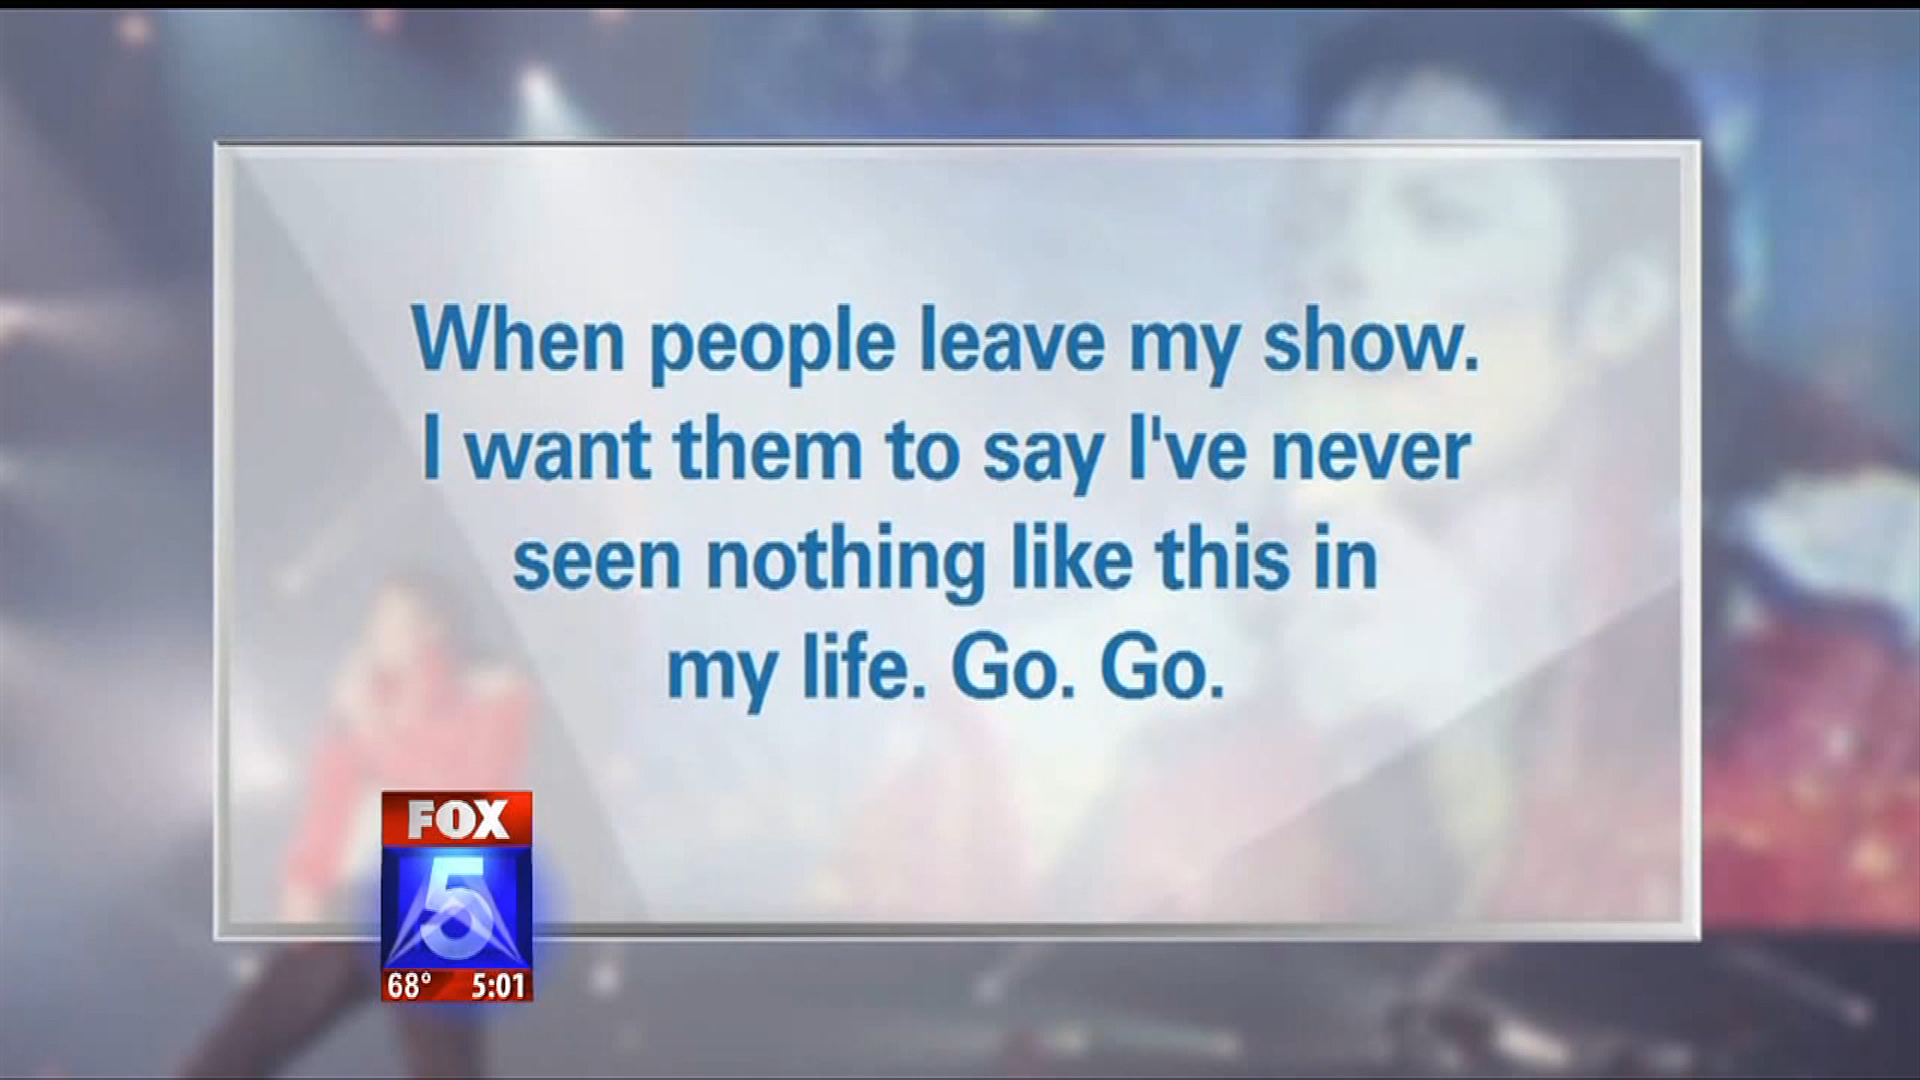 When people leave my show.
I want them to say I've never
seen nothing like this in
my life. Go. Go.
FOX
5
68° 5:01